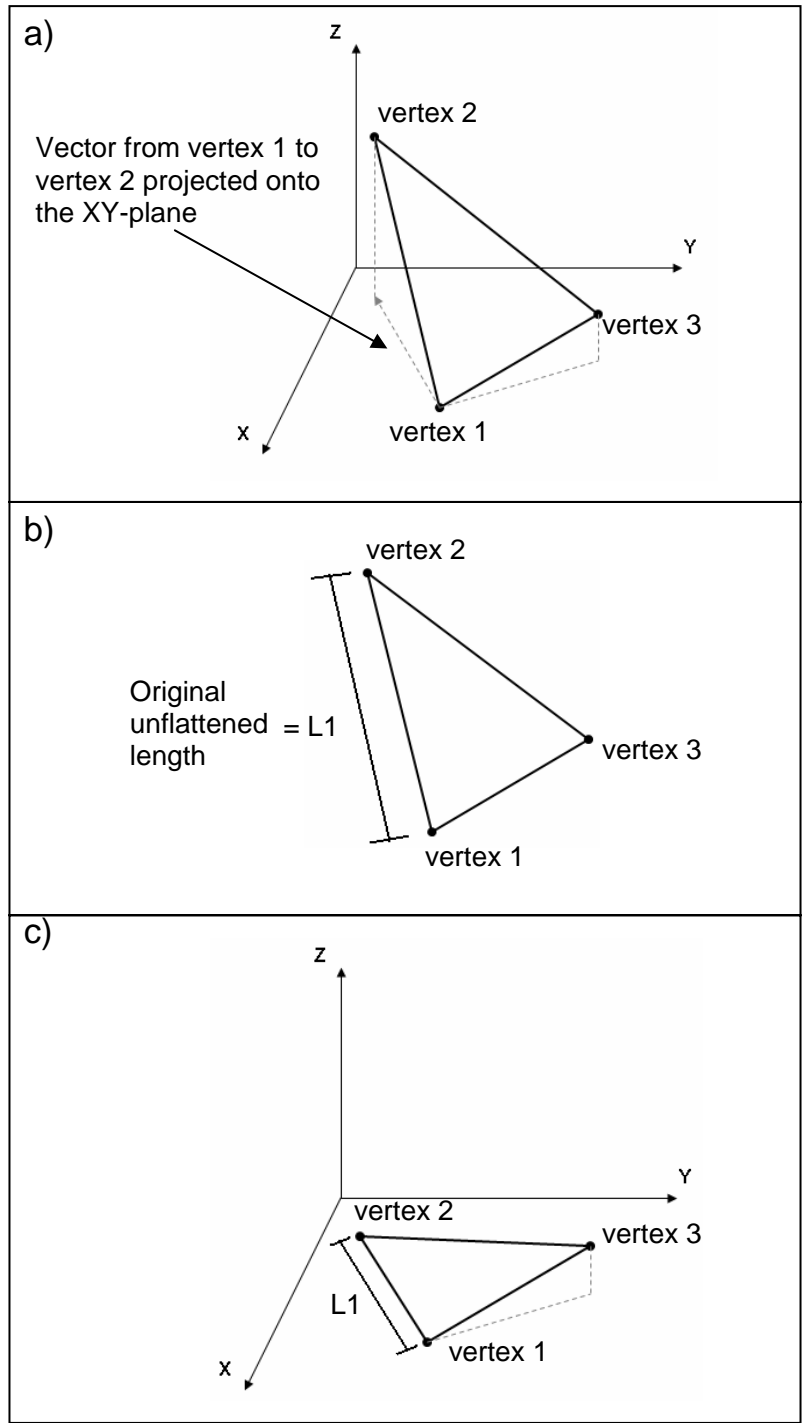 a)
Z
vertex 2
Vector from vertex 1 to
vertex 2 projected onto
the XY-plane
Y
vertex 3
X
vertex 1
b)
vertex 2
Original
unflattened = L1
length
vertex 3
vertex 1
c)
Z
Y
vertex 2
vertex 3
L1
vertex 1
X